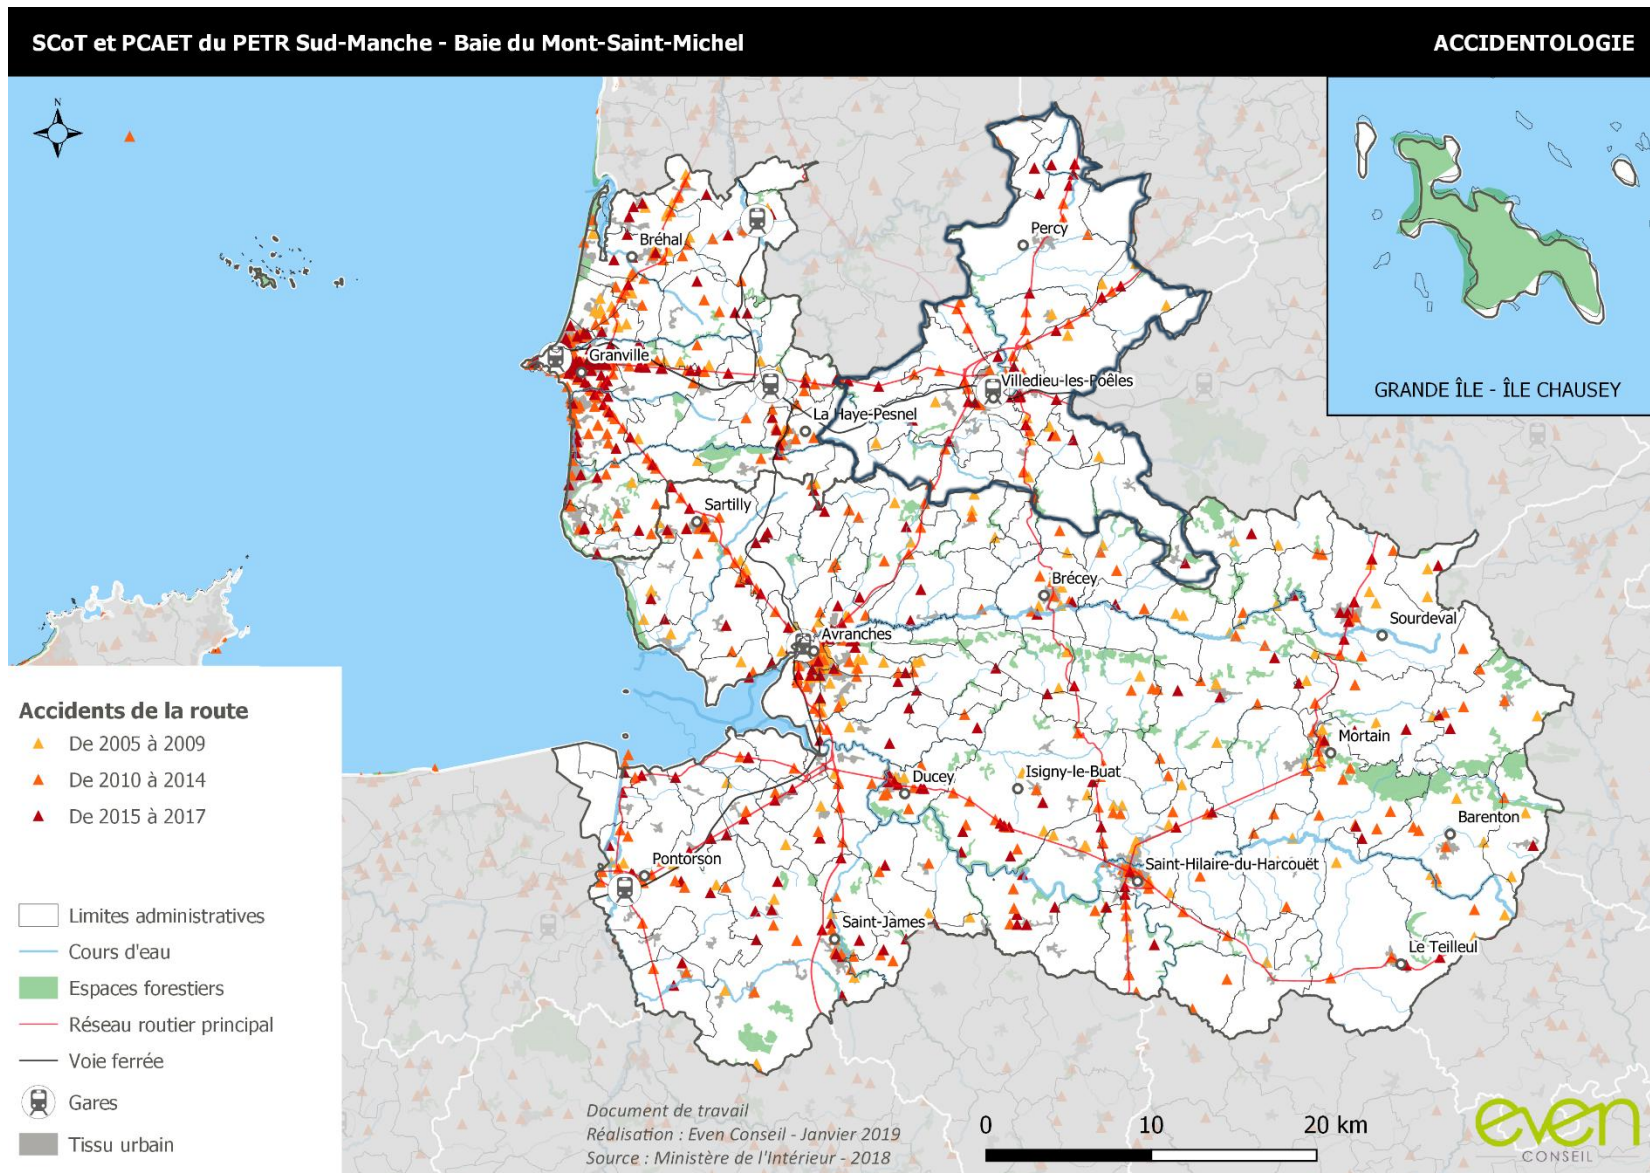 SCoT et PCAET du PETR Sud-Manche - Baie du Mont-Saint-Michel
ACCIDENTOLOGIE
N
GRANDE ÎLE - ÎLE CHAUSEY
Percy
Bréhal
Granville
Villedieu-les-Poêles
La Haye-Pesnel
Sartilly
Brécey
Avranches
Sourdeval
Mortain
Ducey
Isigny-le-Buat
Barenton
Pontorson
Saint-Hilaire-du-Harcouët
Saint-James
Le Teilleul
Accidents de la route
De 2005 à 2009
De 2010 à 2014
De 2015 à 2017
Limites administratives
Cours d'eau
Espaces forestiers
Réseau routier principal
Voie ferrée
Gares
Tissu urbain
Document de travail
Réalisation : Even Conseil - Janvier 2019
Source : Ministère de l'Intérieur - 2018
0 10 20 km
even
CONSEIL